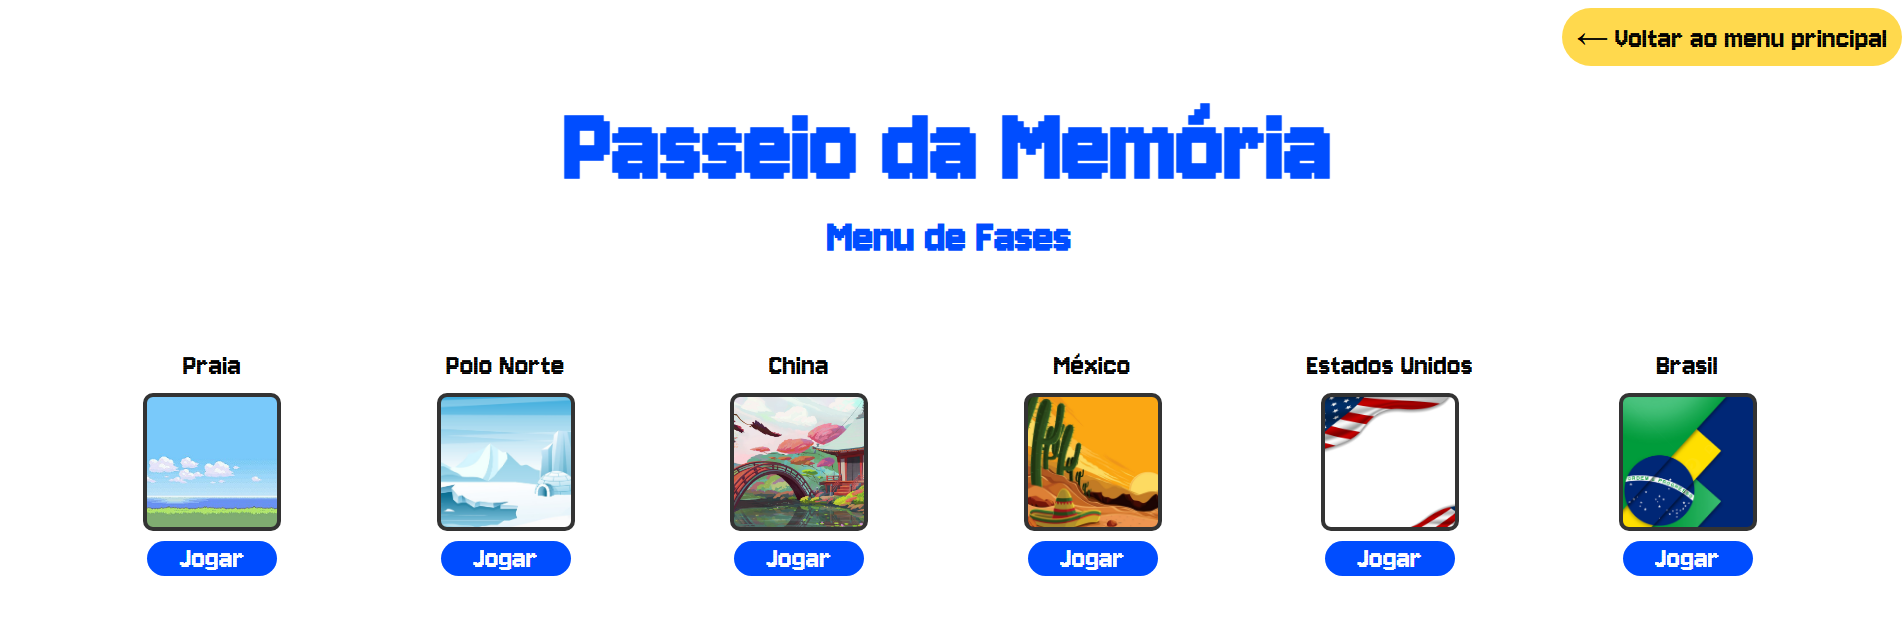 ← Voltar ao menu principal
Passeio da Memória
Menu de Fases
Praia
Polo Norte
China
México
Estados Unidos
Brasil
Jogar
Jogar
Jogar
Jogar
Jogar
Jogar